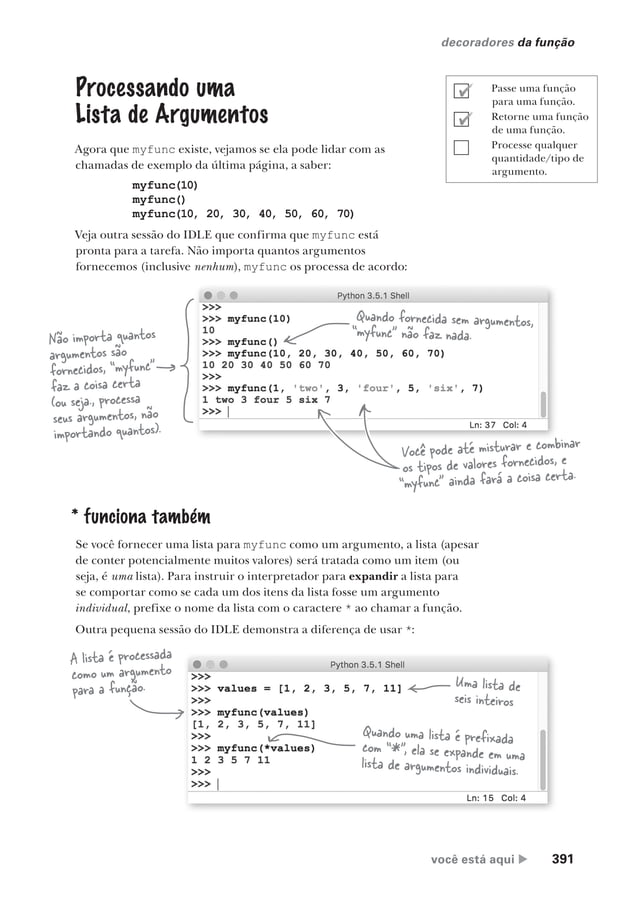 decoradores da função
Processando uma
Lista de Argumentos
Passe uma função
para uma função.
Retorne uma função
de uma função.
Processe qualquer
quantidade/tipo de
argumento.
Agora que myfunc existe, vejamos se ela pode lidar com as
chamadas de exemplo da última página, a saber:
myfunc(10)
myfunc()
myfunc(10, 20, 30, 40, 50, 60, 70)
Veja outra sessão do IDLE que confirma que myfunc está
pronta para a tarefa. Não importa quantos argumentos
fornecemos (inclusive nenhum), myfunc os processa de acordo:
Não importa quantos
argumentos são
fornecidos, "myfunc"
faz a coisa certa
(ou seja., processa
seus argumentos, não
importando quantos).
Python 3.5.1 Shell
>>>
>>> myfunc(10)
10
>>> myfunc()
>>> myfunc(10, 20, 30, 40, 50, 60, 70)
10 20 30 40 50 60 70
>>>
>>> myfunc(1, 'two', 3, 'four', 5, 'six', 7)
1 two 3 four 5 six 7
>>>
Ln: 37 Col: 4
Quando fornecida sem argumentos,
"myfunc" não faz nada.
Você pode até misturar e combinar
os tipos de valores fornecidos, e
"myfunc" ainda fará a coisa certa.
* funciona também
Se você fornecer uma lista para myfunc como um argumento, a lista (apesar
de conter potencialmente muitos valores) será tratada como um item (ou
seja, é uma lista). Para instruir o interpretador para expandir a lista para
se comportar como se cada um dos itens da lista fosse um argumento
individual, prefixe o nome da lista com o caractere * ao chamar a função.
Outra pequena sessão do IDLE demonstra a diferença de usar *:
A lista é processada
como um argumento
para a função.
Python 3.5.1 Shell
>>>
>>> values = [1, 2, 3, 5, 7, 11]
>>>
>>> myfunc(values)
[1, 2, 3, 5, 7, 11]
>>>
>>> myfunc(*values)
1 2 3 5 7 11
>>>
>>>
Ln: 15 Col: 4
Uma lista de
seis inteiros
Quando uma lista é prefixada
com "*", ela se expande em uma
lista de argumentos individuais.
você está aqui 391